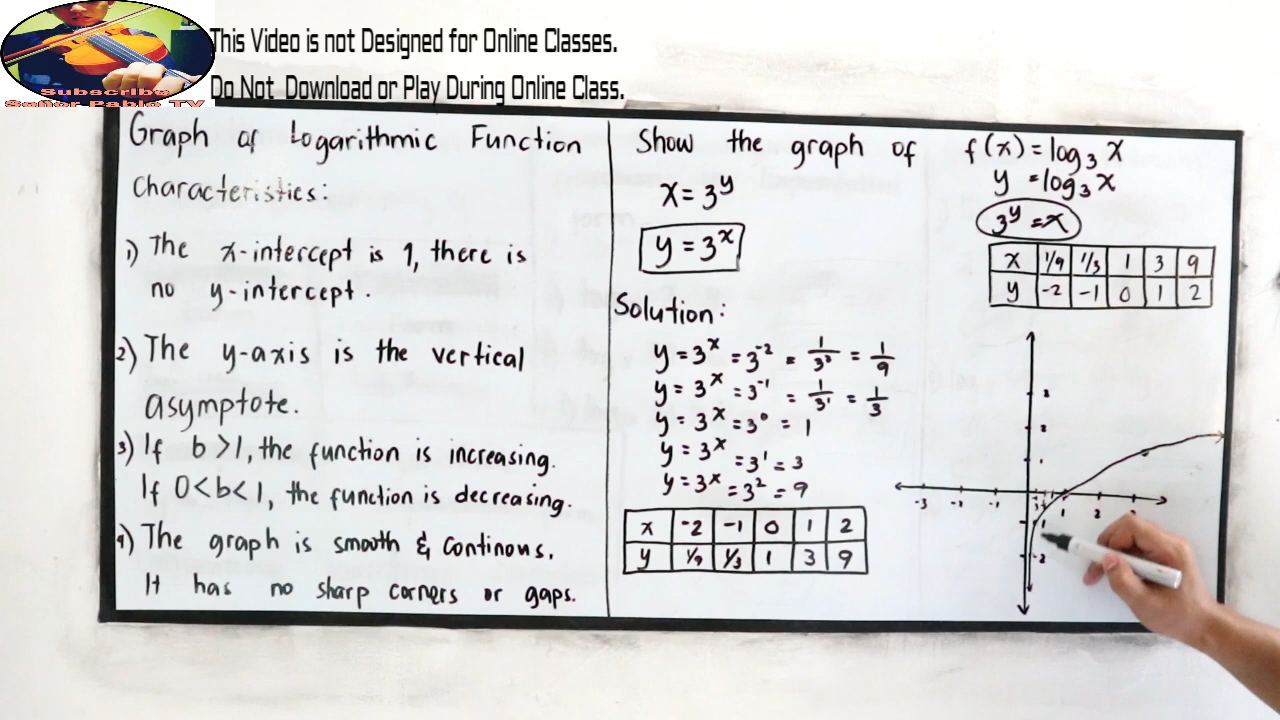 This Video is not Designed for Online Classes.
Do Not Download or Play During Online Class.
Subscribe
Señor Pablo TV
Graph of Logarithmic Function
Characteristics:
1) The x-intercept is 1, there is
no y-intercept.
2) The y-axis is the vertical
asymptote.
3) If b >1, the function is increasing.
If 0<b<1, the function is decreasing.
4) The graph is smooth & Continous.
It has no sharp corners or gaps.
Show the graph of f(x) = log₃ x
y = log₃ x
3^y = x
x = 3^y
y = 3^x
x 1/9 1/3 1 3 9
y -2 -1 0 1 2
Solution:
y = 3^x = 3^-2 = 1/3² = 1/9
y = 3^x = 3^-1 = 1/3¹ = 1/3
y = 3^x = 3^0 = 1
y = 3^x = 3^1 = 3
y = 3^x = 3^2 = 9
x -2 -1 0 1 2
y 1/9 1/3 1 3 9
-3 -1 1 2
-2